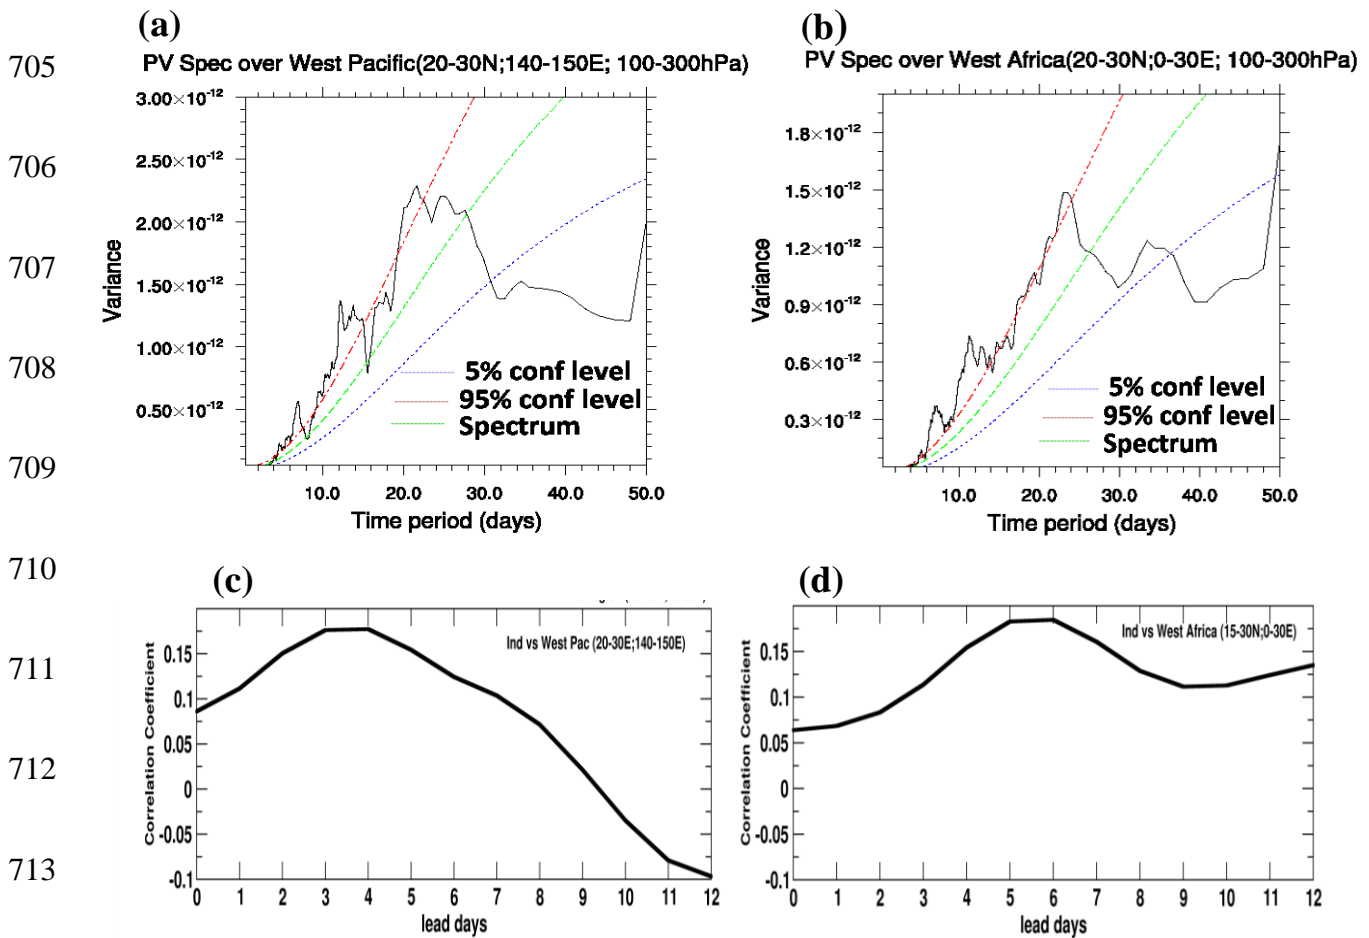 (a)
PV Spec over West Pacific(20-30N;140-150E; 100-300hPa)
3.00×10-12
2.50×10-12
2.00×10-12
1.50×10-12
1.00×10-12
0.50×10-12
Variance
5% conf level
95% conf level
Spectrum
10.0 20.0 30.0 40.0 50.0
Time period (days)
(b)
PV Spec over West Africa(20-30N;0-30E; 100-300hPa)
1.8×10-12
1.5×10-12
1.2×10-12
0.9×10-12
0.6×10-12
0.3×10-12
Variance
5% conf level
95% conf level
Spectrum
10.0 20.0 30.0 40.0 50.0
Time period (days)
(c)
Ind vs West Pac (20-30E;140-150E)
0.15
0.1
0.05
0
-0.05
-0.1
Correlation Coefficient
0 1 2 3 4 5 6 7 8 9 10 11 12
lead days
(d)
Ind vs West Africa (15-30N;0-30E)
0.15
0.1
0.05
0
-0.05
-0.1
Correlation Coefficient
0 1 2 3 4 5 6 7 8 9 10 11 12
lead days
705
706
707
708
709
710
711
712
713